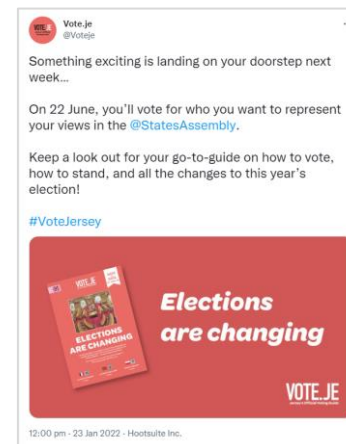 Vote.je
@Voteje
Something exciting is landing on your doorstep next
week...
On 22 June, you'll vote for who you want to represent
your views in the @StatesAssembly.
Keep a look out for your go-to-guide on how to vote,
how to stand, and all the changes to this year's
election!
#VoteJersey
VOTE.JE
ELECTIONS
ARE CHANGING
Elections
are changing
VOTE.JE
12:00 pm - 23 Jan 2022 - Hootsuite Inc.